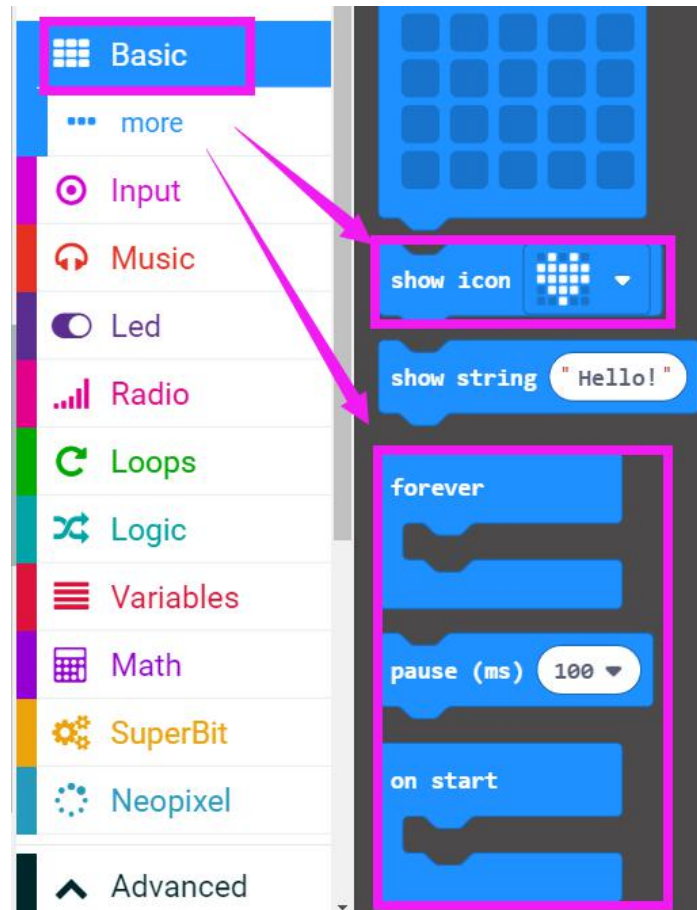 Basic
more
Input
Music
Led
Radio
Loops
Logic
Variables
Math
SuperBit
Neopixel
Advanced
show icon
show string "Hello!"
forever
pause (ms) 100
on start